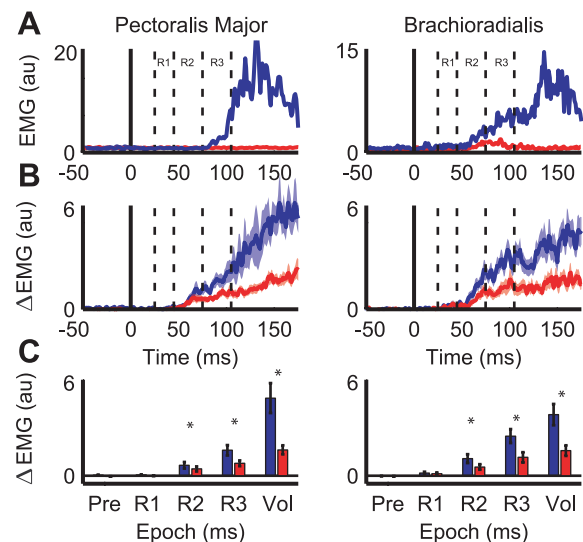 A Pectoralis Major Brachioradialis
EMG (au) 20 0 R1 R2 R3 15 0 R1 R2 R3
-50 0 50 100 150 -50 0 50 100 150
B
Δ EMG (au) 6 0 6 0
-50 0 50 100 150 -50 0 50 100 150
Time (ms) Time (ms)
C
Δ EMG (au) 6 0 * * * 6 0 * * *
Pre R1 R2 R3 Vol Pre R1 R2 R3 Vol
Epoch (ms) Epoch (ms)